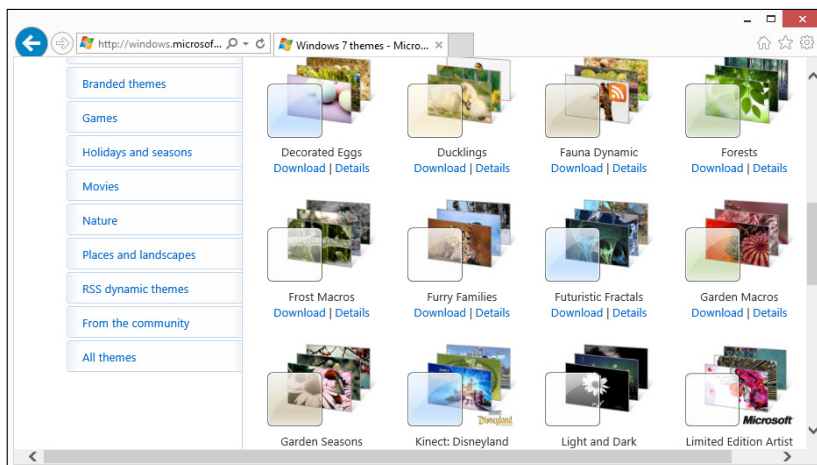 http://windows.microsof...
Windows 7 themes - Micro...
Branded themes
Games
Holidays and seasons
Movies
Nature
Places and landscapes
RSS dynamic themes
From the community
All themes
Decorated Eggs
Download | Details
Ducklings
Download | Details
Fauna Dynamic
Download | Details
Forests
Download | Details
Frost Macros
Download | Details
Furry Families
Download | Details
Futuristic Fractals
Download | Details
Garden Macros
Download | Details
Garden Seasons
Disneyland
Kinect: Disneyland
Light and Dark
Microsoft
Limited Edition Artist